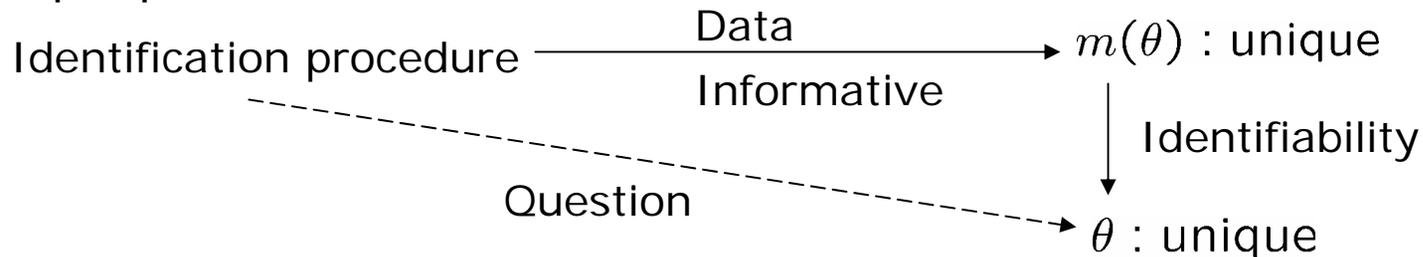 Data
Identification procedure
m(θ) : unique
Informative
Identifiability
Question
θ : unique